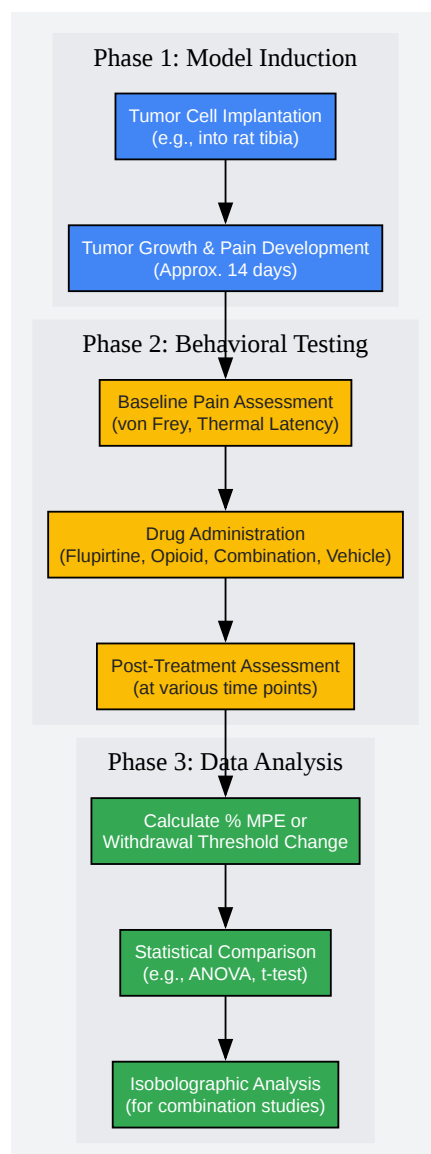 Phase 1: Model Induction
Tumor Cell Implantation
(e.g., into rat tibia)
Tumor Growth & Pain Development
(Approx. 14 days)
Phase 2: Behavioral Testing
Baseline Pain Assessment
(von Frey, Thermal Latency)
Drug Administration
(Flupirtine, Opioid, Combination, Vehicle)
Post-Treatment Assessment
(at various time points)
Phase 3: Data Analysis
Calculate % MPE or
Withdrawal Threshold Change
Statistical Comparison
(e.g., ANOVA, t-test)
Isobolographic Analysis
(for combination studies)